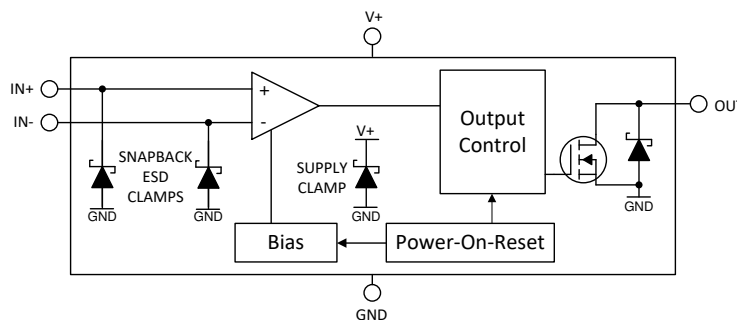 V+
IN+
IN-
+
-
Output
Control
OUT
V+
SNAPBACK
ESD
CLAMPS
SUPPLY
CLAMP
GND
GND
GND
GND
Bias
Power-On-Reset
GND